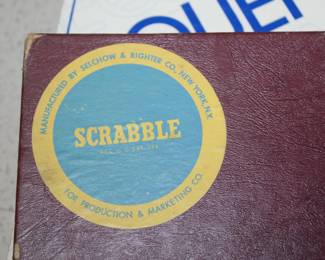 MANUFACTURED BY SELCHOW & RIGHTER CO., NEW YORK, N.Y.
SCRABBLE
FOR PRODUCTION & MARKETING CO.